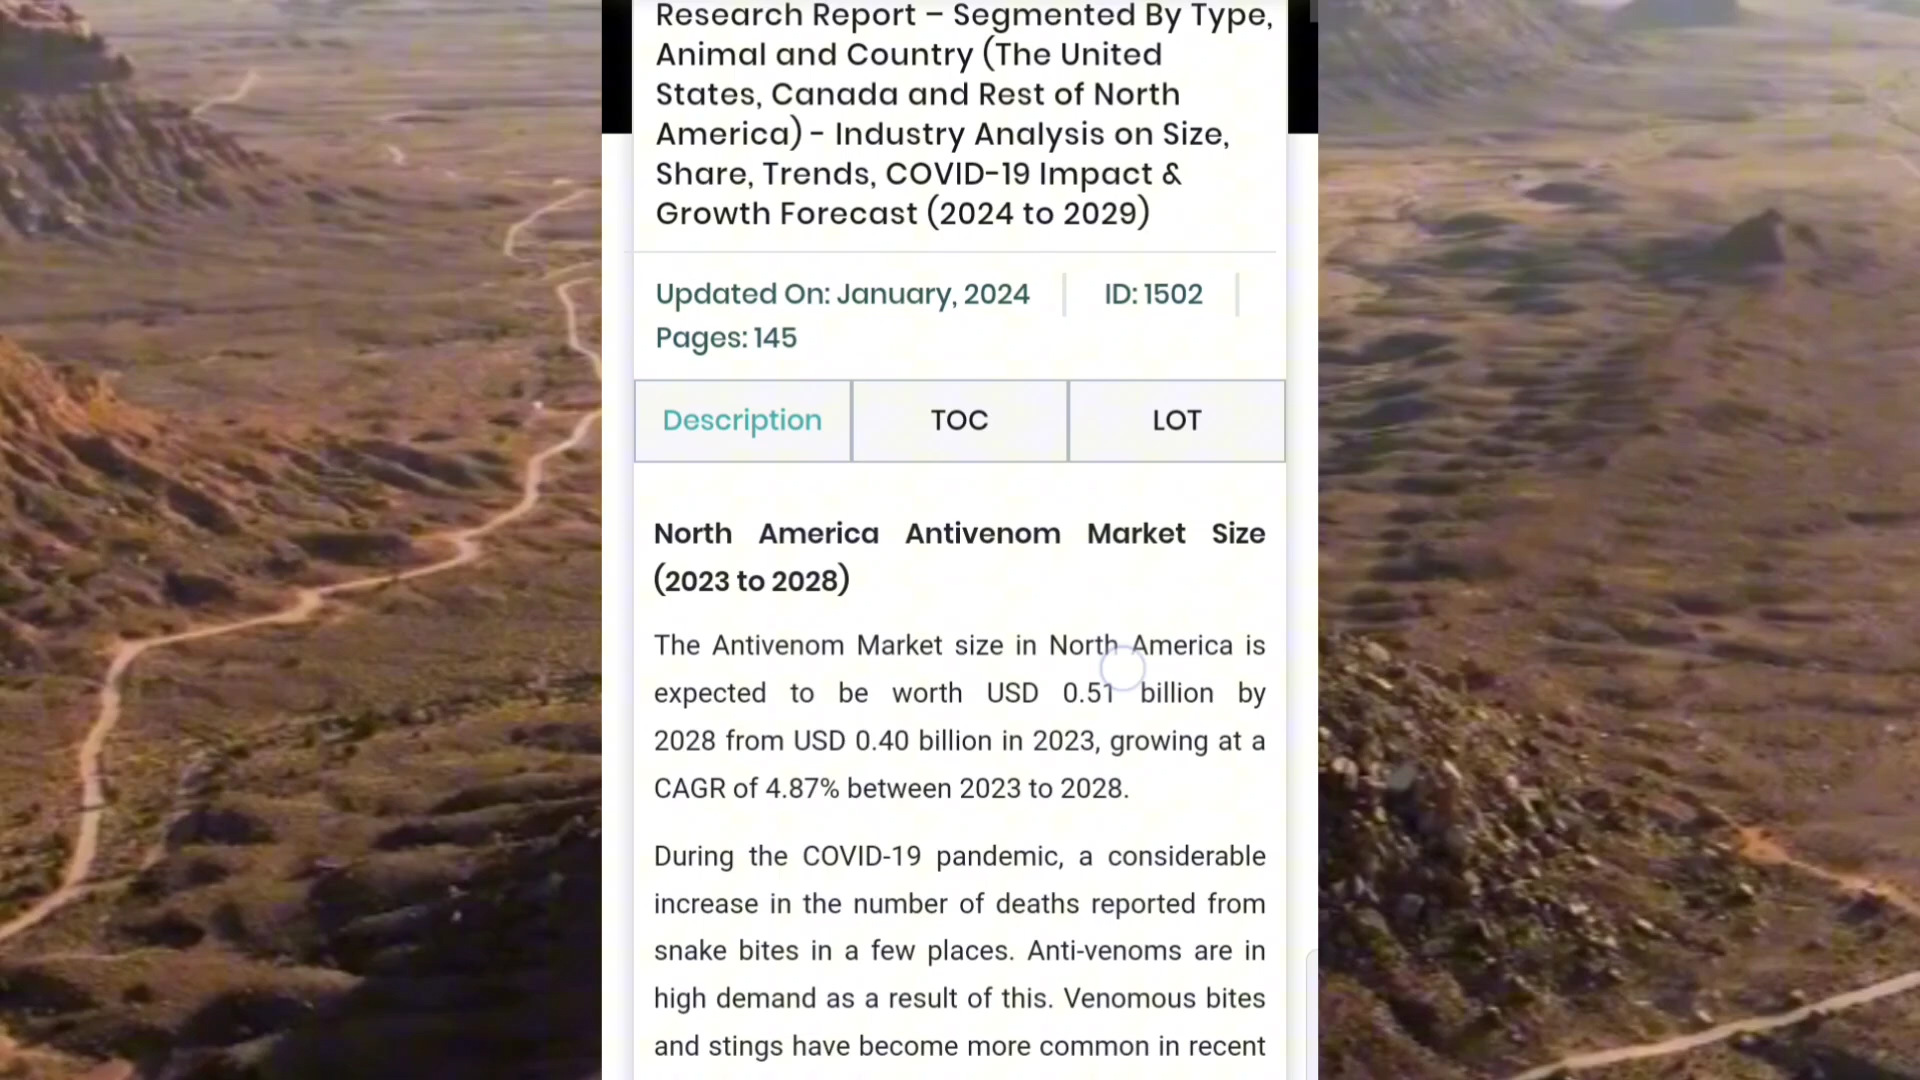 Research Report – Segmented By Type,
Animal and Country (The United
States, Canada and Rest of North
America) - Industry Analysis on Size,
Share, Trends, COVID-19 Impact &
Growth Forecast (2024 to 2029)
Updated On: January, 2024
ID: 1502
Pages: 145
Description
TOC
LOT
North America Antivenom Market Size
(2023 to 2028)
The Antivenom Market size in North America is
expected to be worth USD 0.51 billion by
2028 from USD 0.40 billion in 2023, growing at a
CAGR of 4.87% between 2023 to 2028.
During the COVID-19 pandemic, a considerable
increase in the number of deaths reported from
snake bites in a few places. Anti-venoms are in
high demand as a result of this. Venomous bites
and stings have become more common in recent